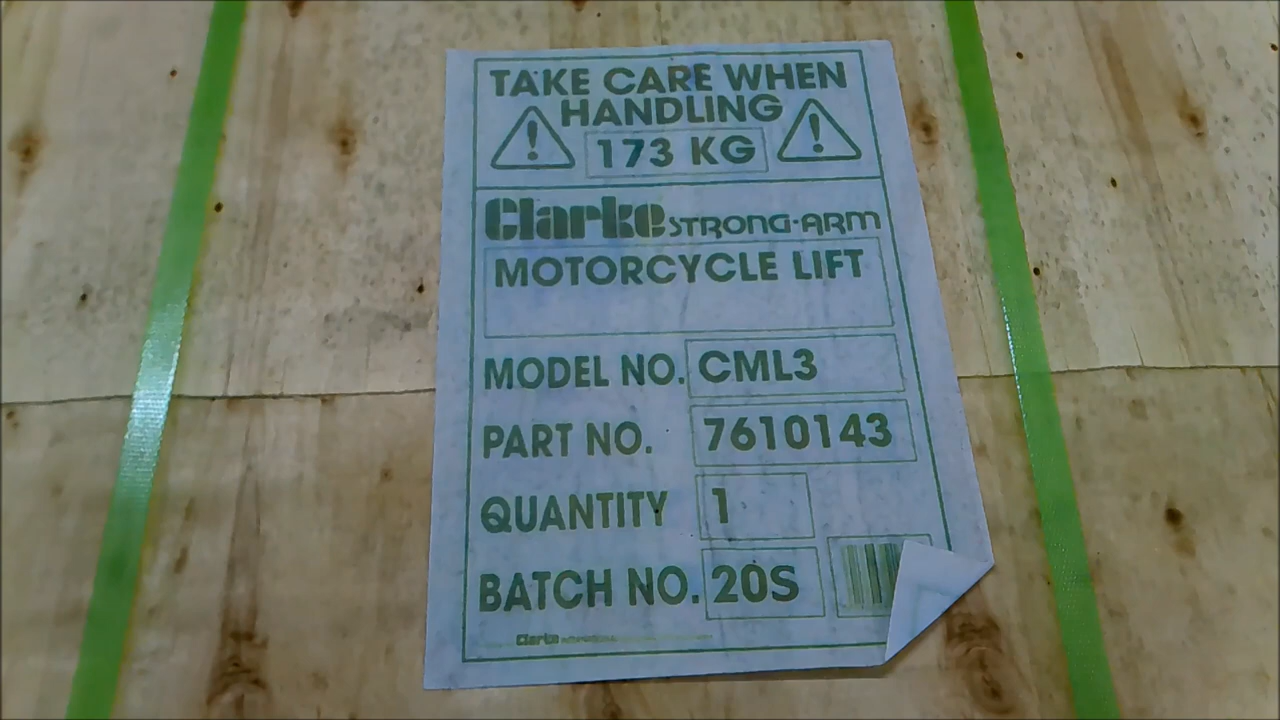 TAKE CARE WHEN
HANDLING
173 KG
Clarke STRONG-ARM
MOTORCYCLE LIFT
MODEL NO. CML3
PART NO. 7610143
QUANTITY 1
BATCH NO. 20S
Clarke